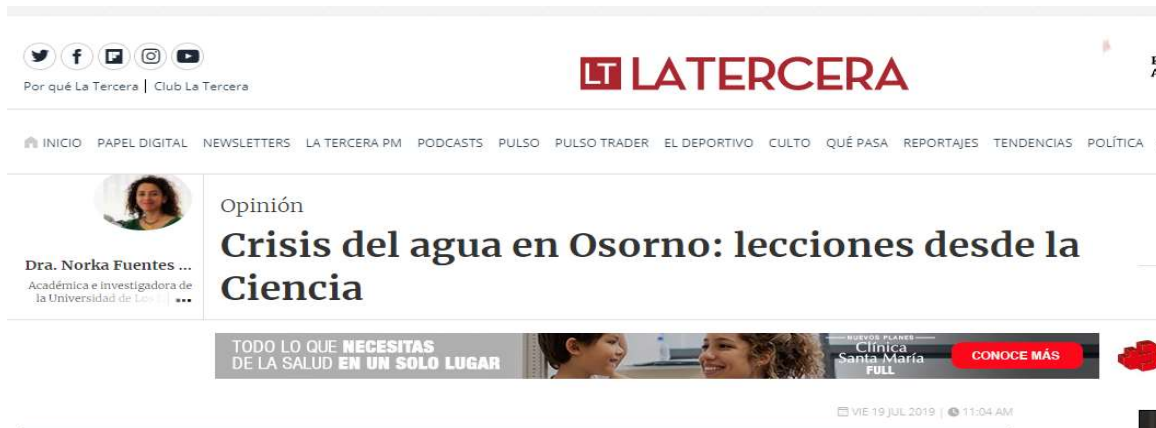 Por qué La Tercera | Club La Tercera
LT LATERCERA
INICIO PAPEL DIGITAL NEWSLETTERS LA TERCERA PM PODCASTS PULSO PULSO TRADER EL DEPORTIVO CULTO QUÉ PASA REPORTAJES TENDENCIAS POLÍTICA
Dra. Norka Fuentes ...
Académica e investigadora de
la Universidad de Los ...
Opinión
Crisis del agua en Osorno: lecciones desde la
Ciencia
TODO LO QUE NECESITAS
DE LA SALUD EN UN SOLO LUGAR
NUEVOS PLANES
Clínica
Santa María
FULL
CONOCE MÁS
VIE 19 JUL 2019 | 11:04 AM